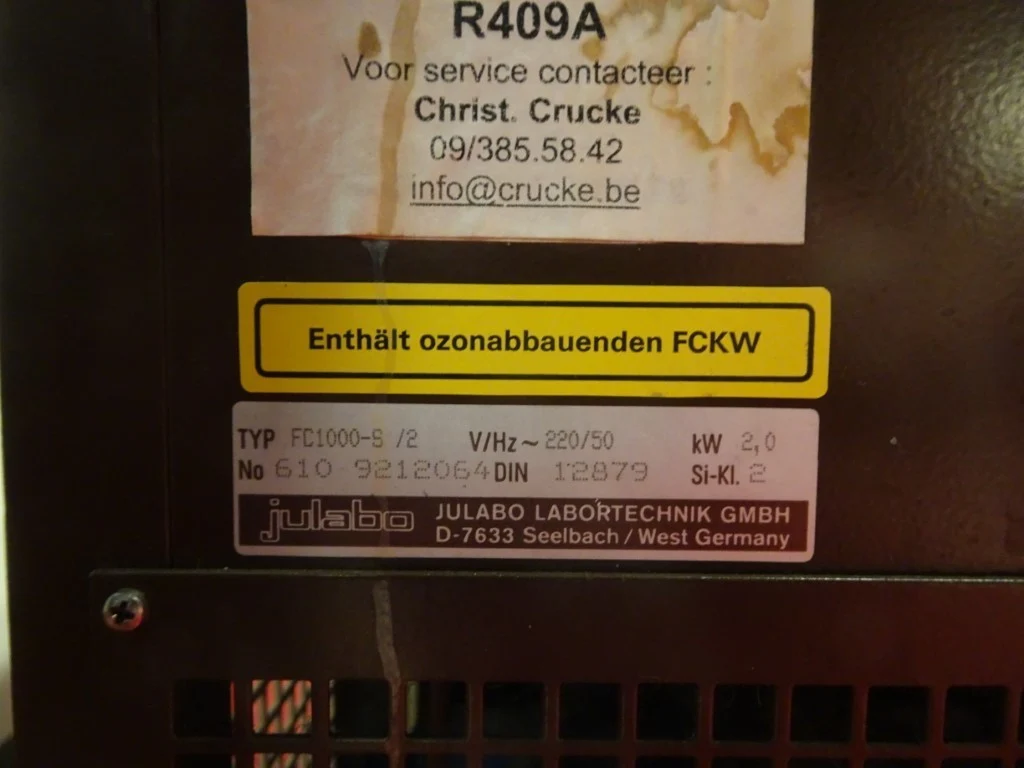 R409A
Voor service contacteer :
Christ. Crucke
09/385.58.42
info@crucke.be
Enthält ozonabbauenden FCKW
TYP FC1000-S /2 V/Hz ~ 220/50 kW 2,0
No 610 9212064 DIN 12879 Si-Kl. 2
julabo JULABO LABORTECHNIK GMBH
D-7633 Seelbach / West Germany